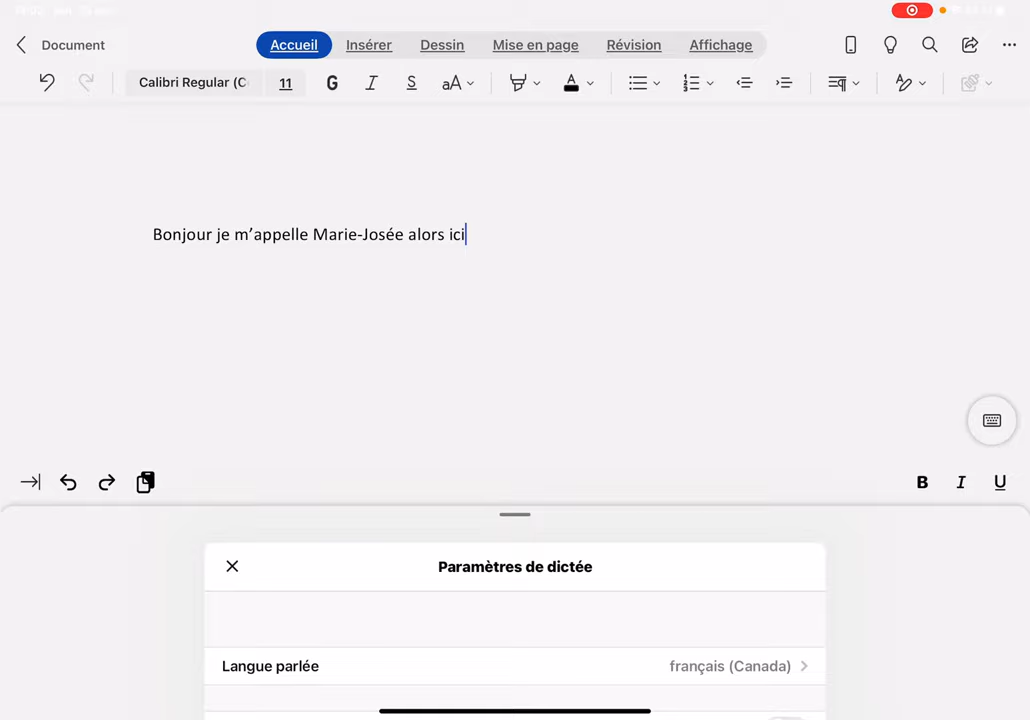 Document
Accueil Insérer Dessin Mise en page Révision Affichage
Calibri Regular (C 11 G I S aA A
Bonjour je m’appelle Marie-Josée alors ici
B I U
Paramètres de dictée
Langue parlée français (Canada)